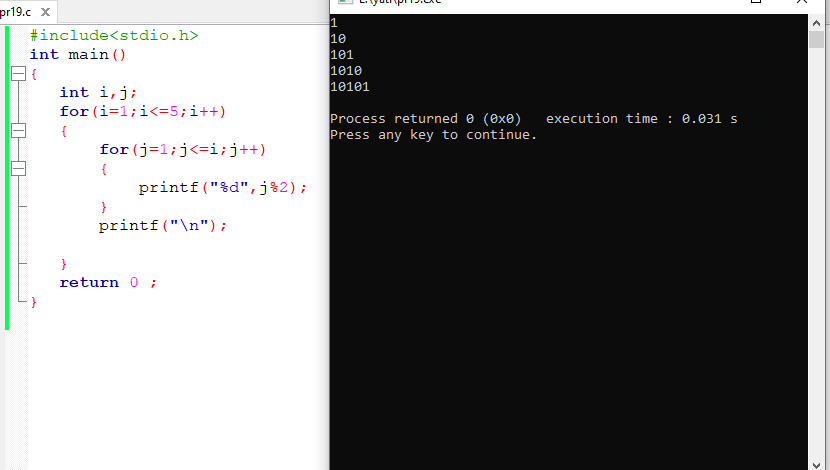 pr19.c X
#include<stdio.h>
int main()
{
int i,j;
for(i=1;i<=5;i++)
{
for(j=1;j<=i;j++)
{
printf("%d",j%2);
}
printf("\n");
}
return 0 ;
}
1
10
101
1010
10101
Process returned 0 (0x0)   execution time : 0.031 s
Press any key to continue.